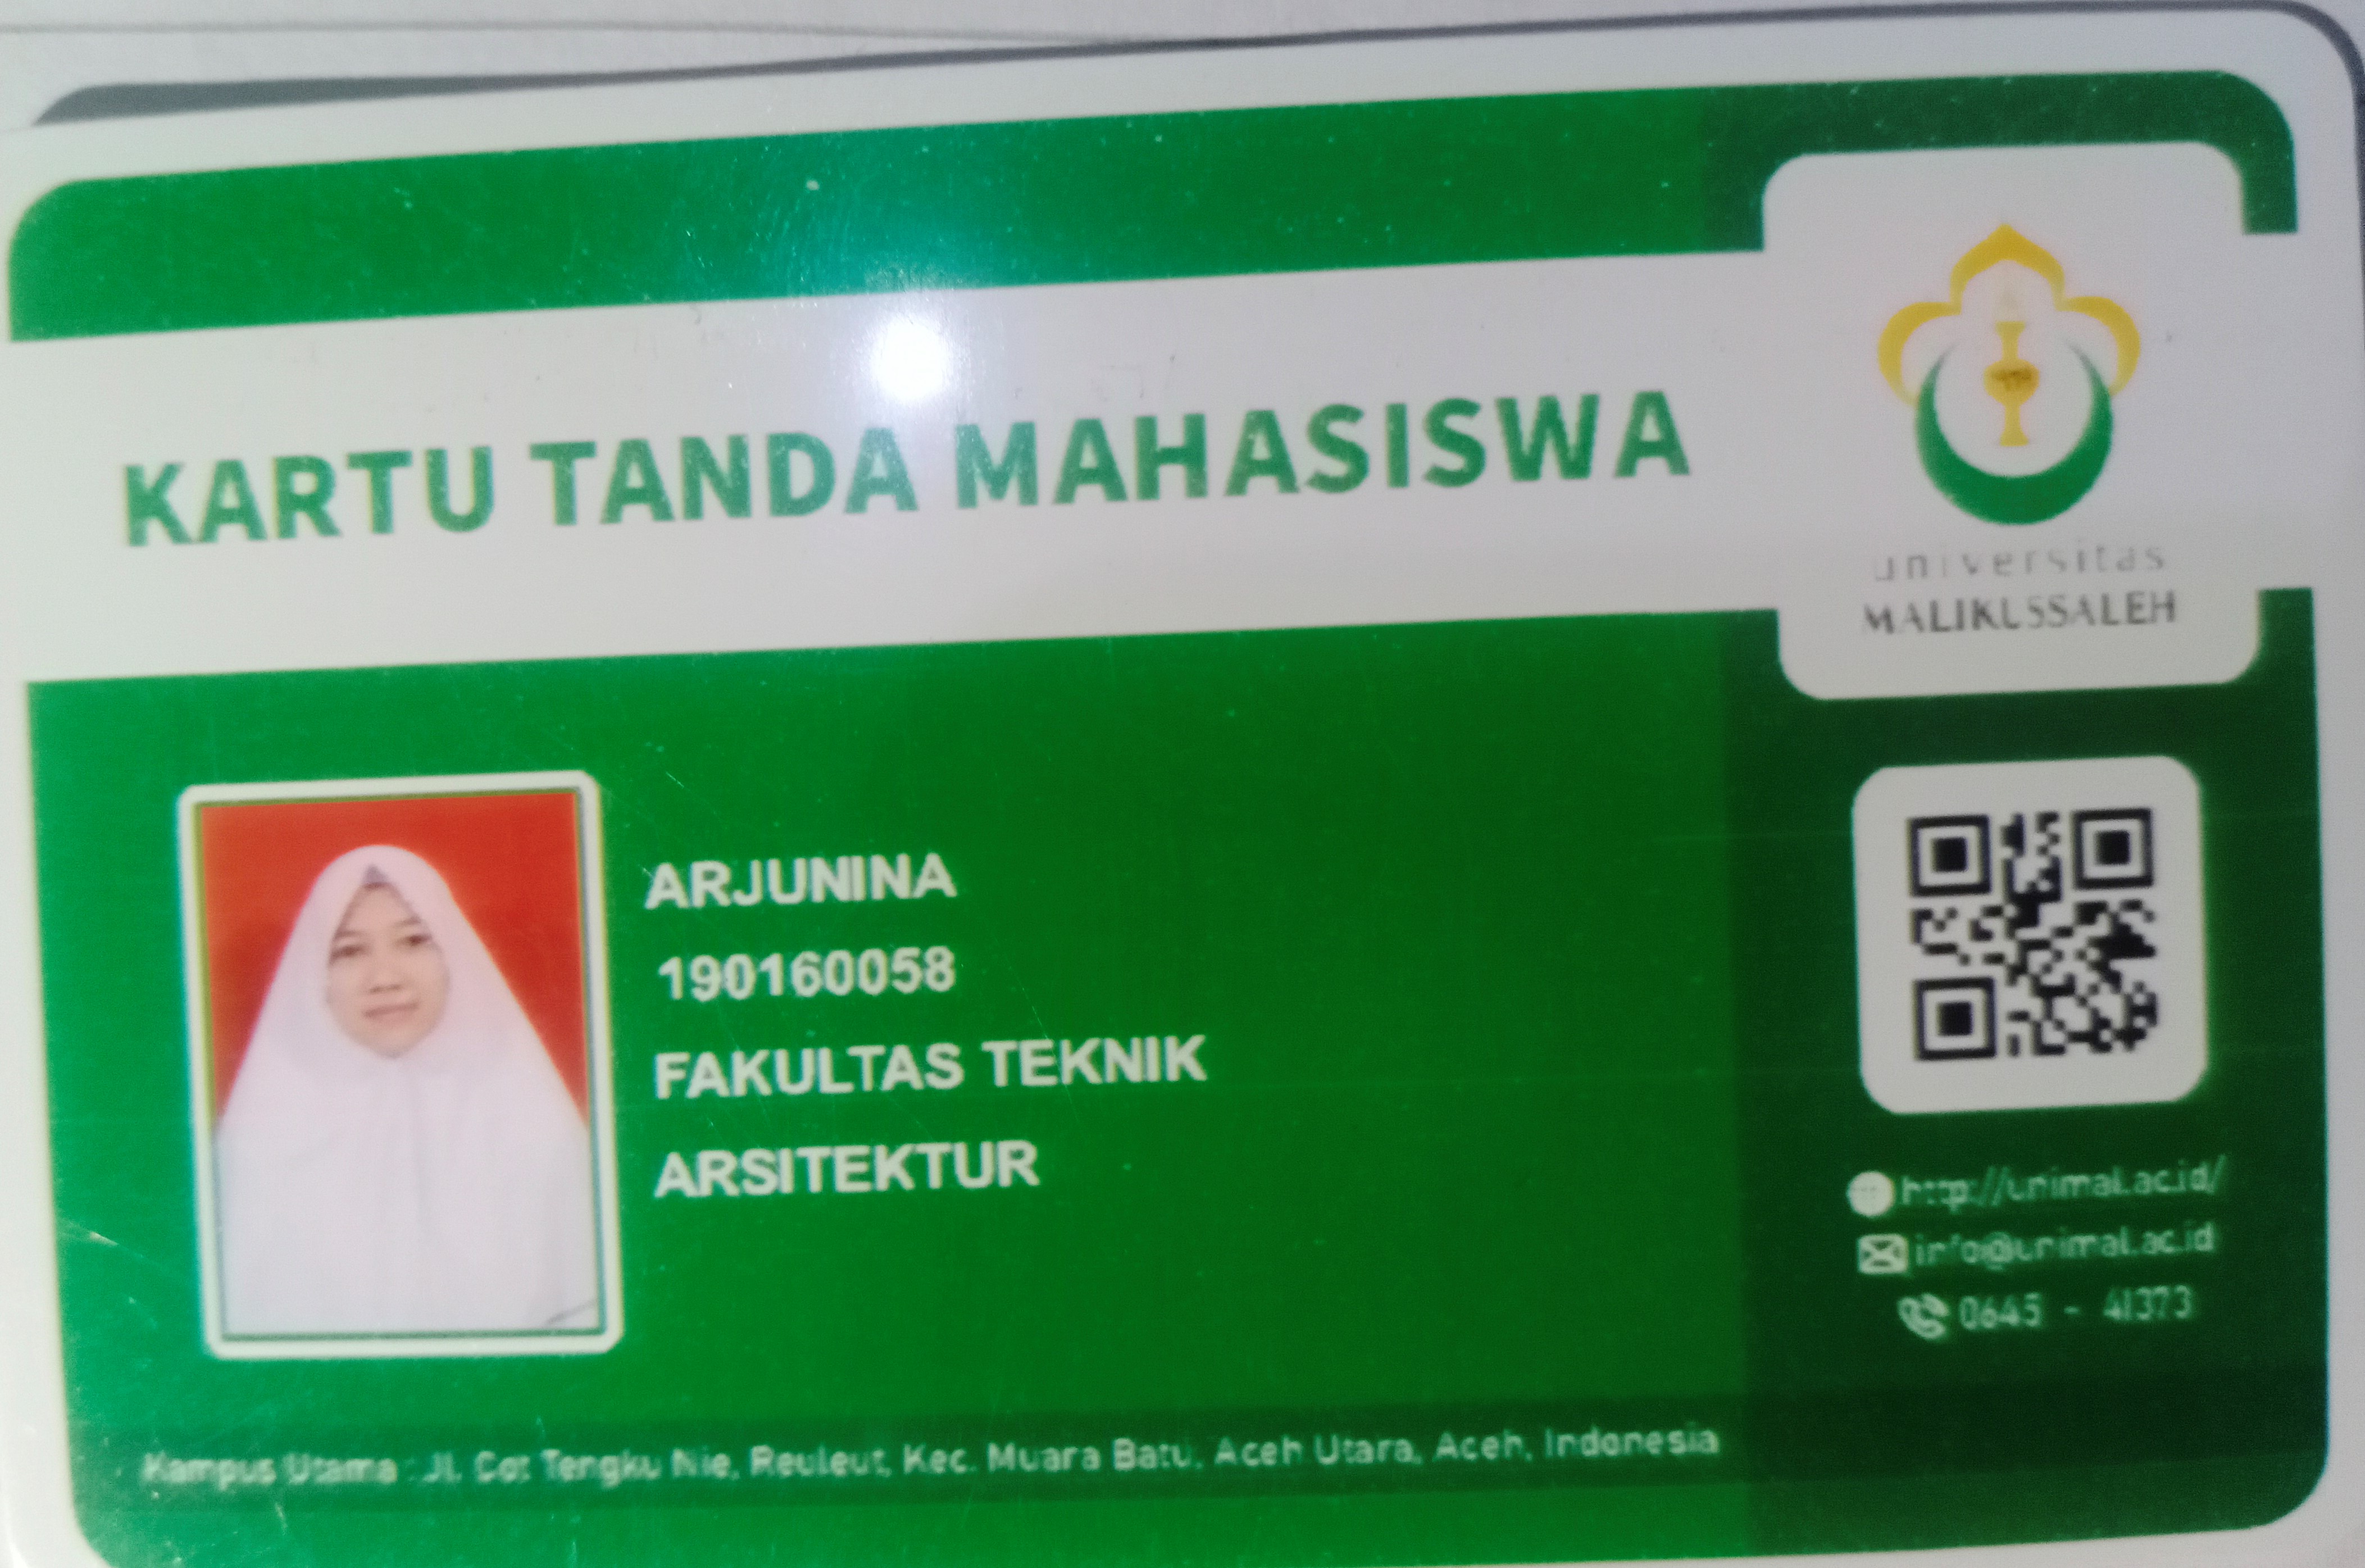 KARTU TANDA MAHASISWA
universitas
MALIKUSSALEH
ARJUNINA
190160058
FAKULTAS TEKNIK
ARSITEKTUR
http://unimal.ac.id/
info@unimal.ac.id
0645 - 41373
Kampus Utama : Jl. Cot Tengku Nie, Reuleut, Kec. Muara Batu, Aceh Utara, Aceh, Indonesia